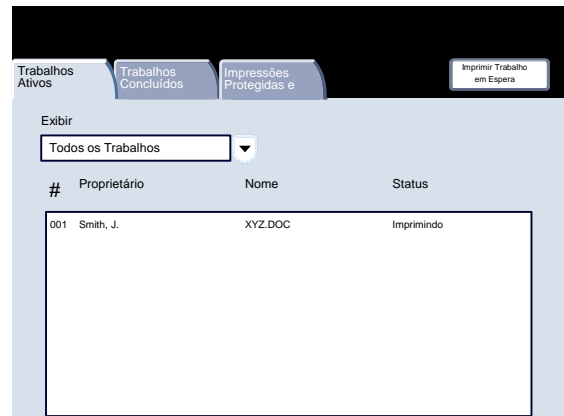 Trabalhos
Ativos
Trabalhos
Concluídos
Impressões
Protegidas e
Imprimir Trabalho
em Espera
Exibir
Todos os Trabalhos
# Proprietário Nome Status
001 Smith, J. XYZ.DOC Imprimindo